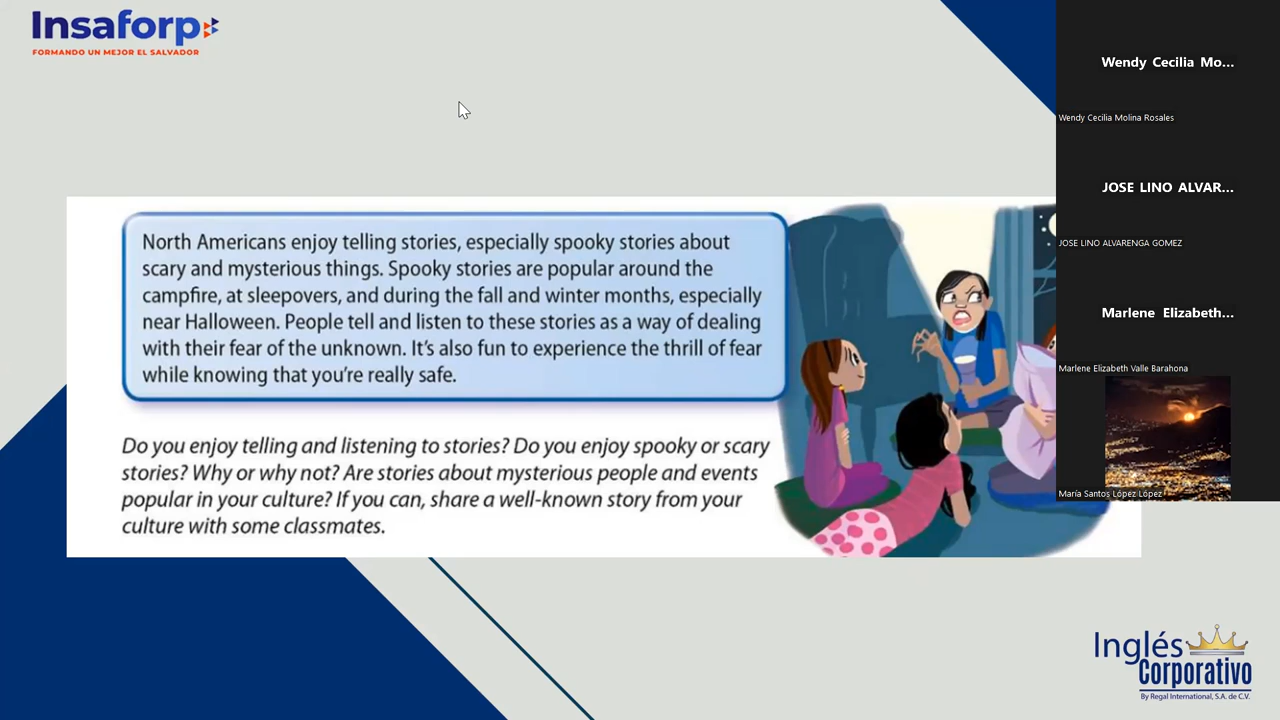 Insaforp
FORMANDO UN MEJOR EL SALVADOR
North Americans enjoy telling stories, especially spooky stories about
scary and mysterious things. Spooky stories are popular around the
campfire, at sleepovers, and during the fall and winter months, especially
near Halloween. People tell and listen to these stories as a way of dealing
with their fear of the unknown. It's also fun to experience the thrill of fear
while knowing that you're really safe.
Do you enjoy telling and listening to stories? Do you enjoy spooky or scary
stories? Why or why not? Are stories about mysterious people and events
popular in your culture? If you can, share a well-known story from your
culture with some classmates.
Wendy Cecilia Mo...
Wendy Cecilia Molina Rosales
JOSE LINO ALVAR...
JOSE LINO ALVARENGA GOMEZ
Marlene Elizabeth...
Marlene Elizabeth Valle Barahona
María Santos López López
Inglés
Corporativo
By Regal International, S.A. de C.V.